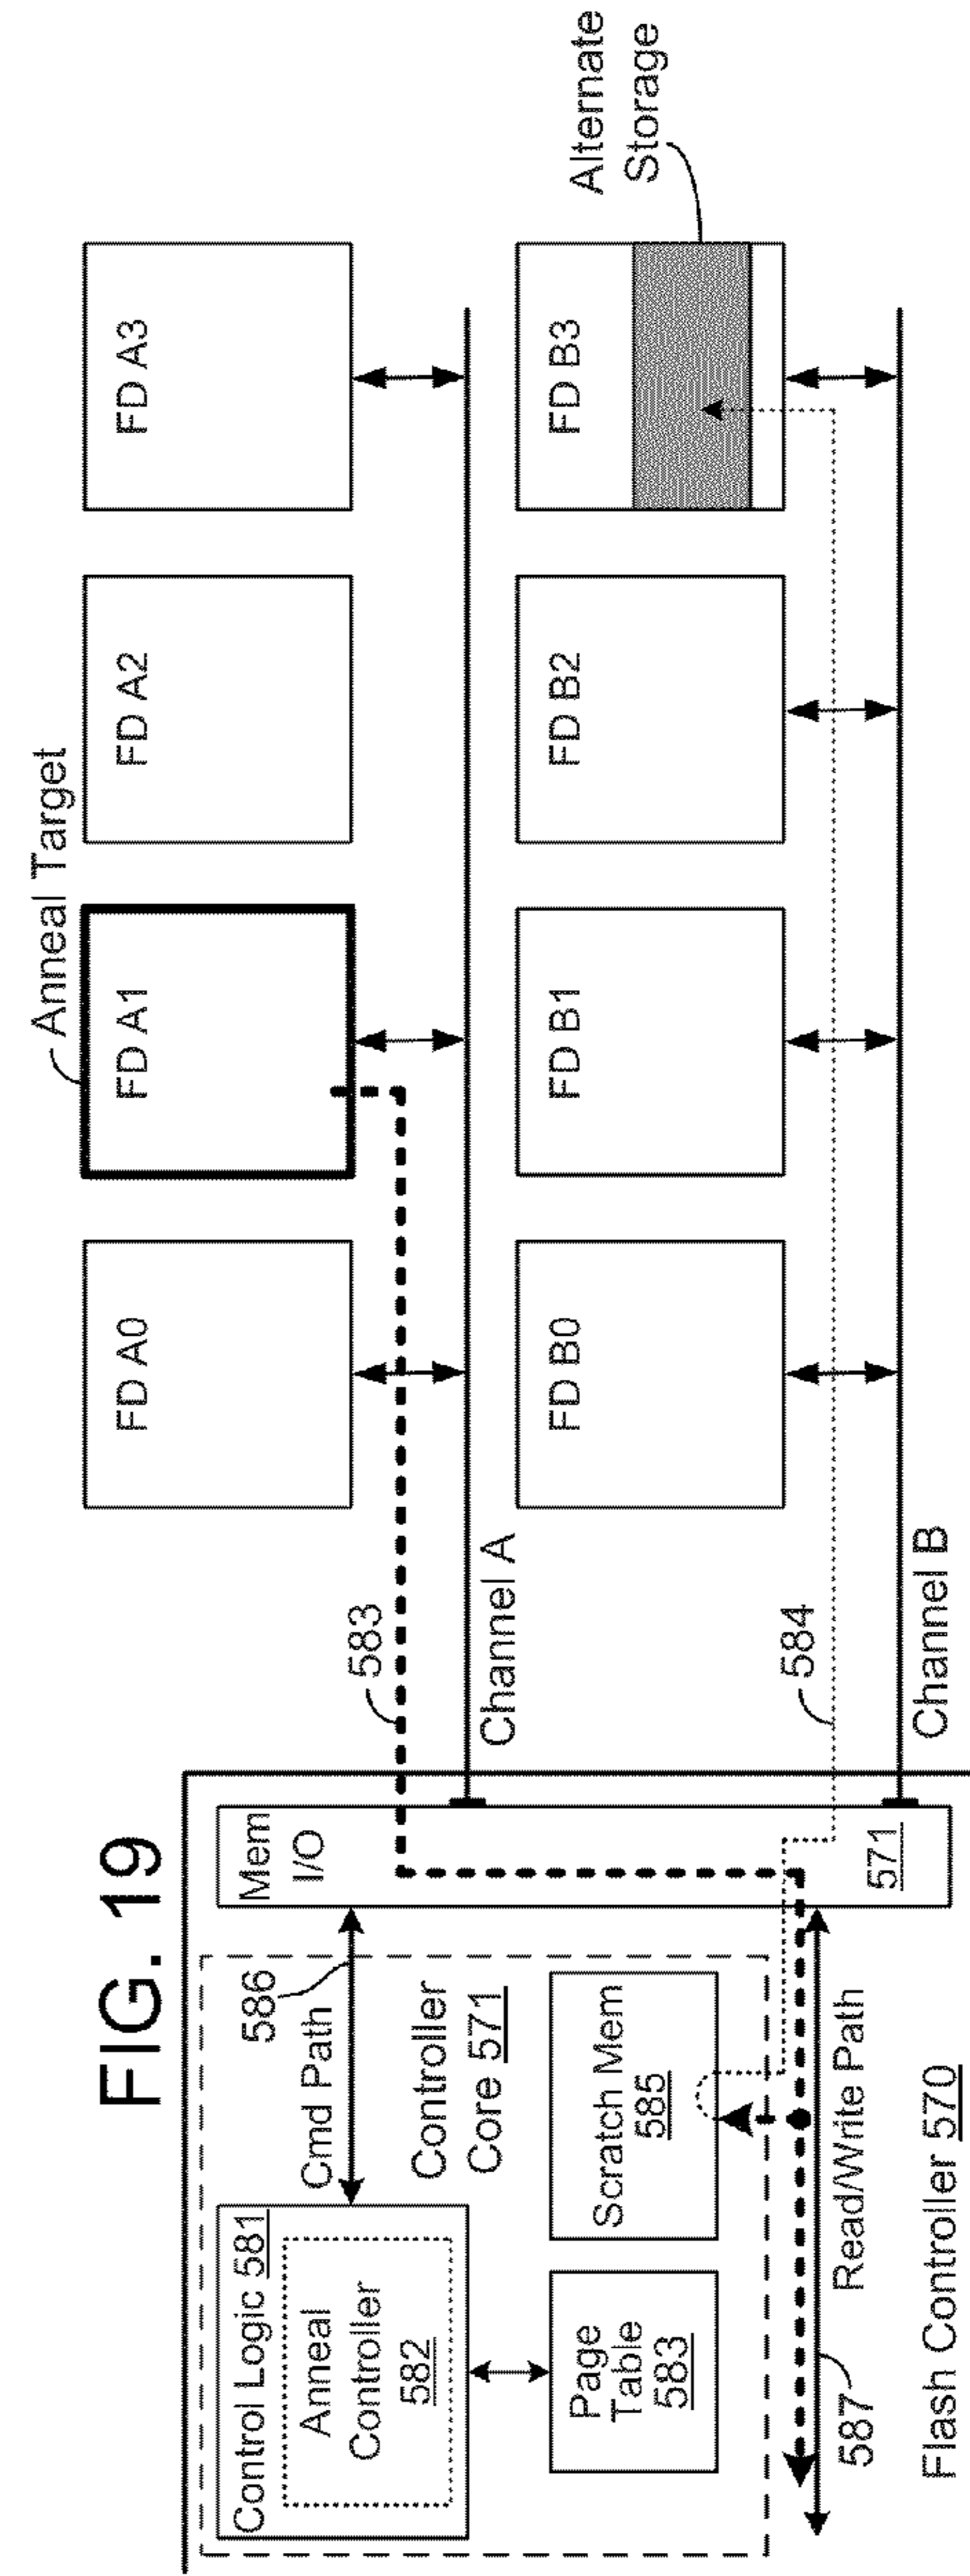 FIG. 19
Control Logic 581
Anneal
Controller
582
586
Cmd Path
Controller
Core 571
Page
Table
583
Scratch Mem
585
Mem
I/O
571
Read/Write Path
587
Flash Controller 570
583
Channel A
584
Channel B
Anneal Target
FD A0
FD A1
FD A2
FD A3
FD B0
FD B1
FD B2
FD B3
Alternate
Storage